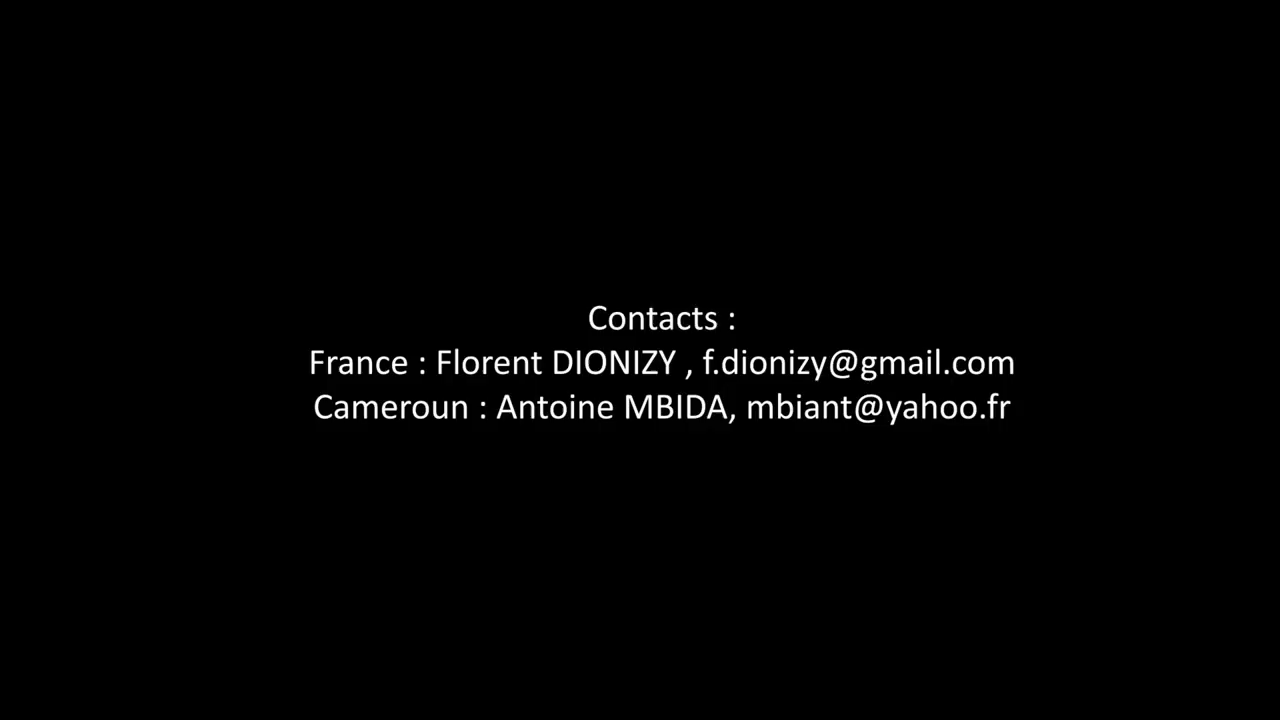 Contacts :
France : Florent DIONIZY , f.dionizy@gmail.com
Cameroun : Antoine MBIDA, mbiant@yahoo.fr